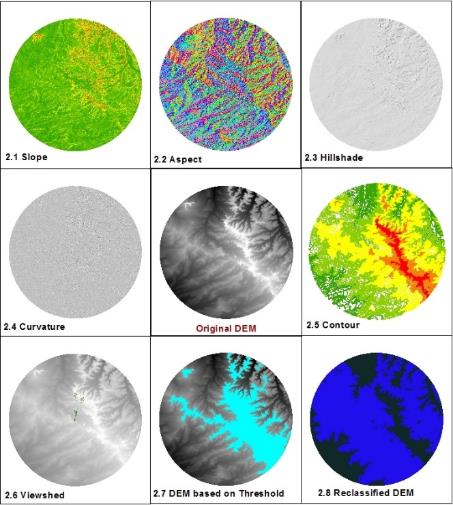 2.1 Slope
2.2 Aspect
2.3 Hillshade
2.4 Curvature
Original DEM
2.5 Contour
2.6 Viewshed
2.7 DEM based on Threshold
2.8 Reclassified DEM